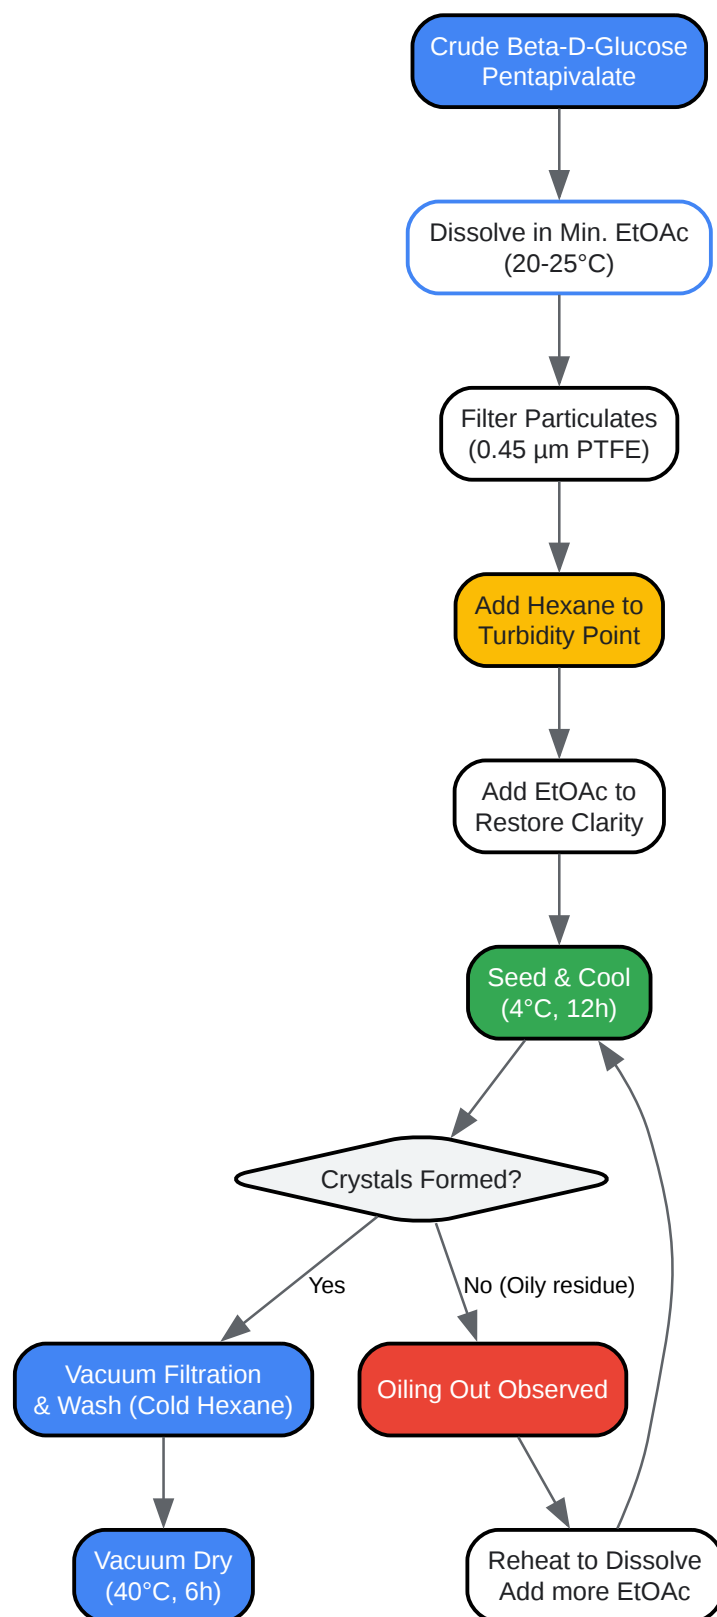 Crude Beta-D-Glucose
Pentapivalate
Dissolve in Min. EtOAc
(20-25°C)
Filter Particulates
(0.45 µm PTFE)
Add Hexane to
Turbidity Point
Add EtOAc to
Restore Clarity
Seed & Cool
(4°C, 12h)
Crystals Formed?
Yes
No (Oily residue)
Vacuum Filtration
& Wash (Cold Hexane)
Oiling Out Observed
Vacuum Dry
(40°C, 6h)
Reheat to Dissolve
Add more EtOAc